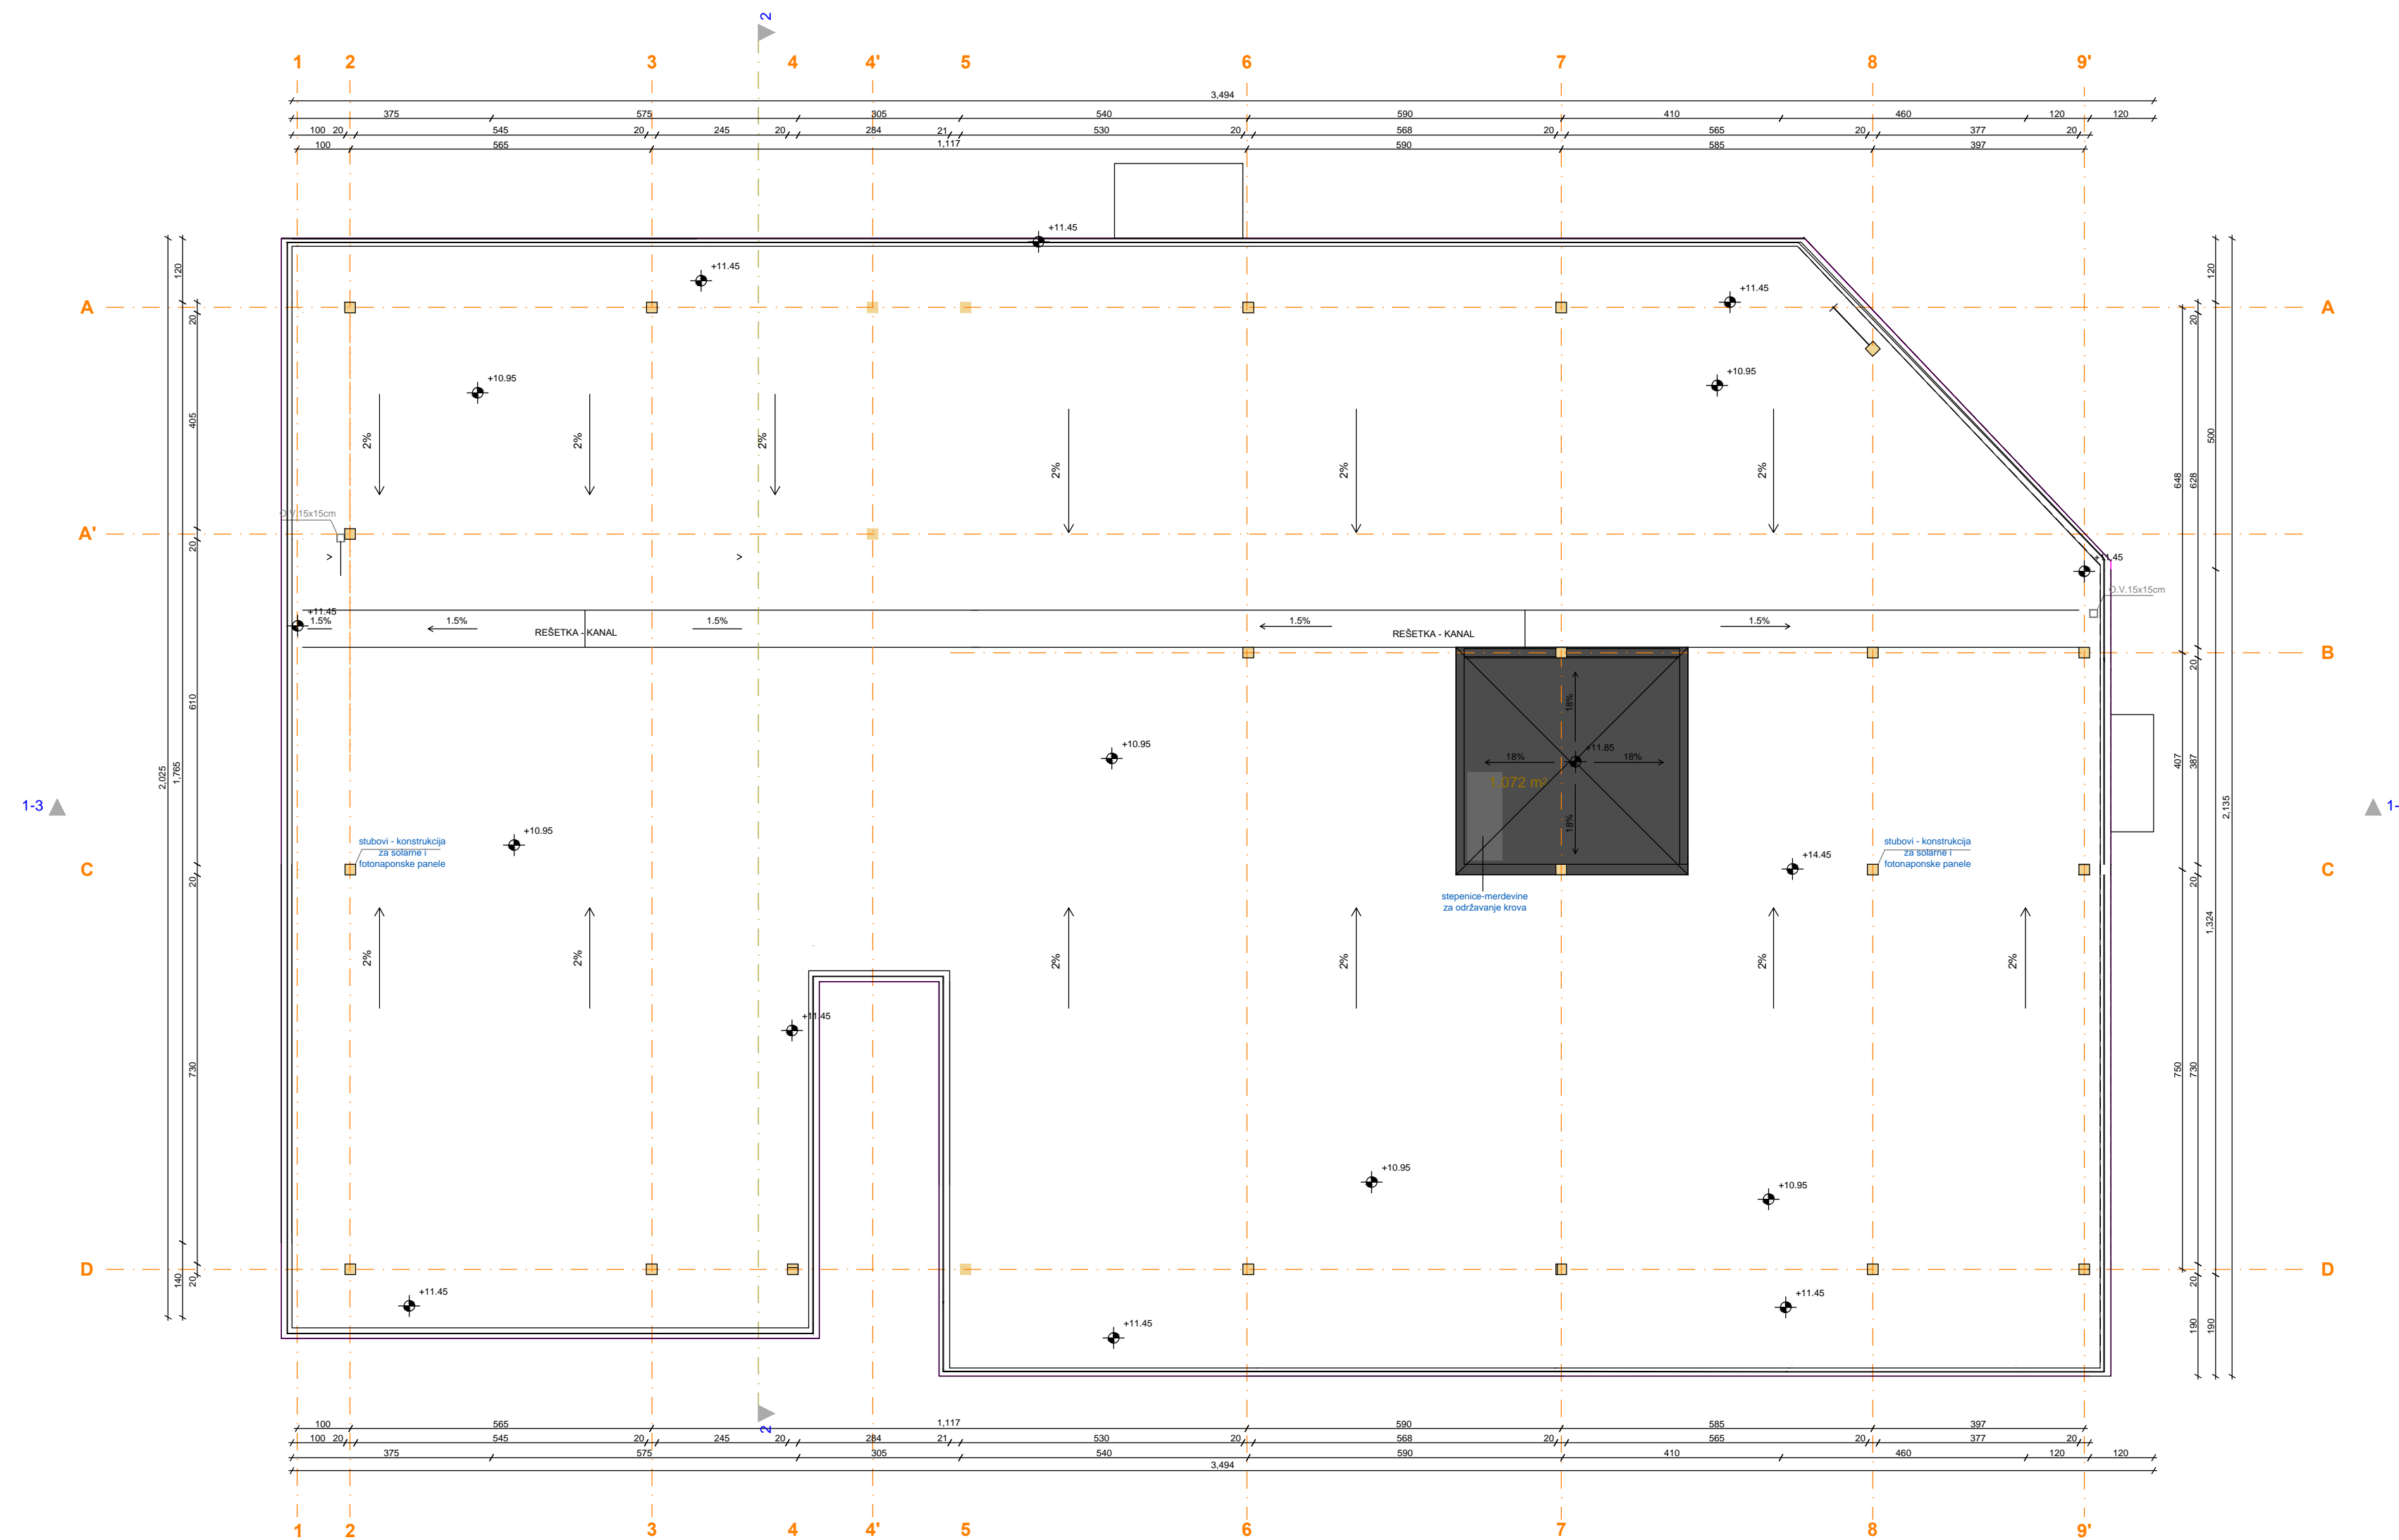 2
1 2 3 4 4' 5 6 7 8 9'
3,494
375 575 305 540 590 410 460 120 120
100 20 545 20 245 20 284 21 530 20 568 20 565 20 377 20
100 565 1,117 590 585 397
+11.45
120 120
+11.45
+11.45
A A
20 20
+10.95 +10.95
405 500
2% 2% 2% 2% 2% 2%
648 628
O.V.15x15cm
A'
20
> >
+11.45
+11.45
O.V.15x15cm
1.5% 1.5% 1.5% 1.5% 1.5%
REŠETKA - KANAL REŠETKA - KANAL
B
20
610
18%
+10.95
+11.85
18% 18%
2,025 1,765
407 387
1.072 m²
1-3 1-
2,135
18%
+10.95
stubovi - konstrukcija
za solarne i
fotonaponske panele
stubovi - konstrukcija
za solarne i
fotonaponske panele
+14.45
C C
20 20
stepenice-merdevine
za održavanje krova
1,324
2% 2% 2% 2% 2% 2%
+11.45
730 750 730
+10.95
+10.95
D D
140 20 20
+11.45 +11.45
+11.45
190 190
100 565 1,117 590 585 397
2
100 20 545 20 245 20 284 21 530 20 568 20 565 20 377 20
375 575 305 540 590 410 460 120 120
3,494
1 2 3 4 4' 5 6 7 8 9'